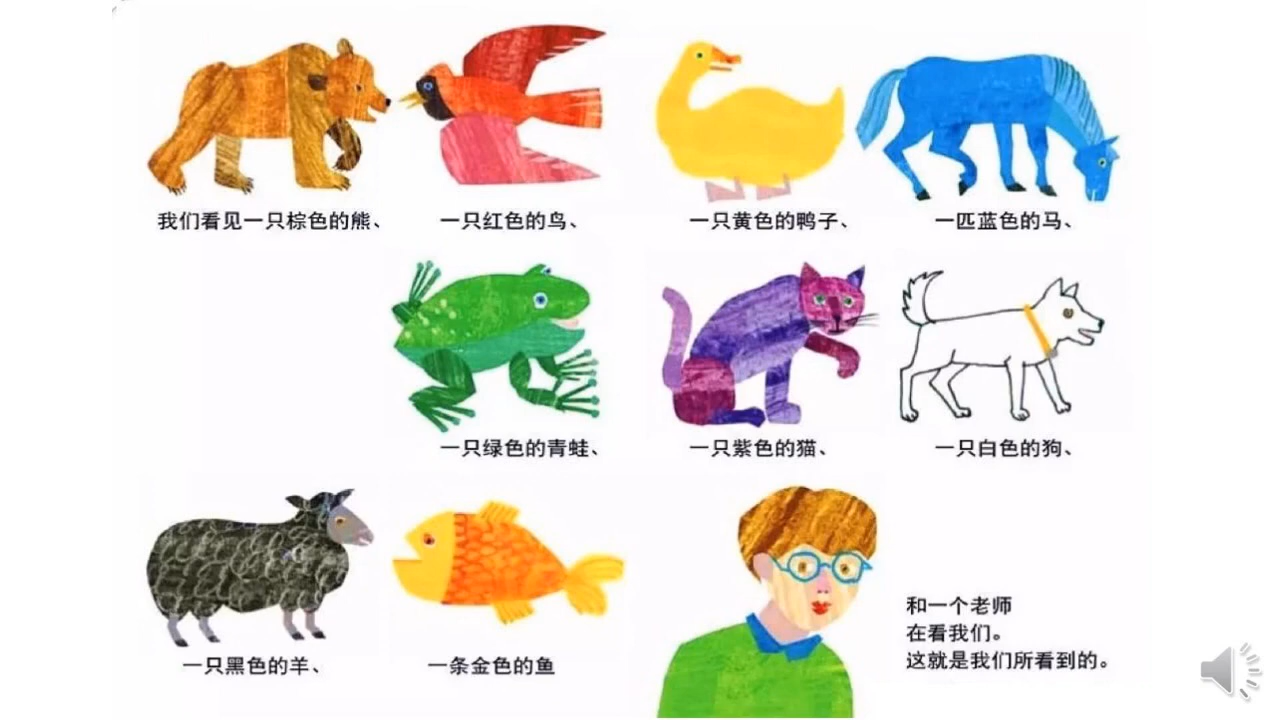 我们看见一只棕色的熊、
一只红色的鸟、
一只黄色的鸭子、
一匹蓝色的马、
一只绿色的青蛙、
一只紫色的猫、
一只白色的狗、
一只黑色的羊、
一条金色的鱼
和一个老师
在看我们。
这就是我们所看到的。